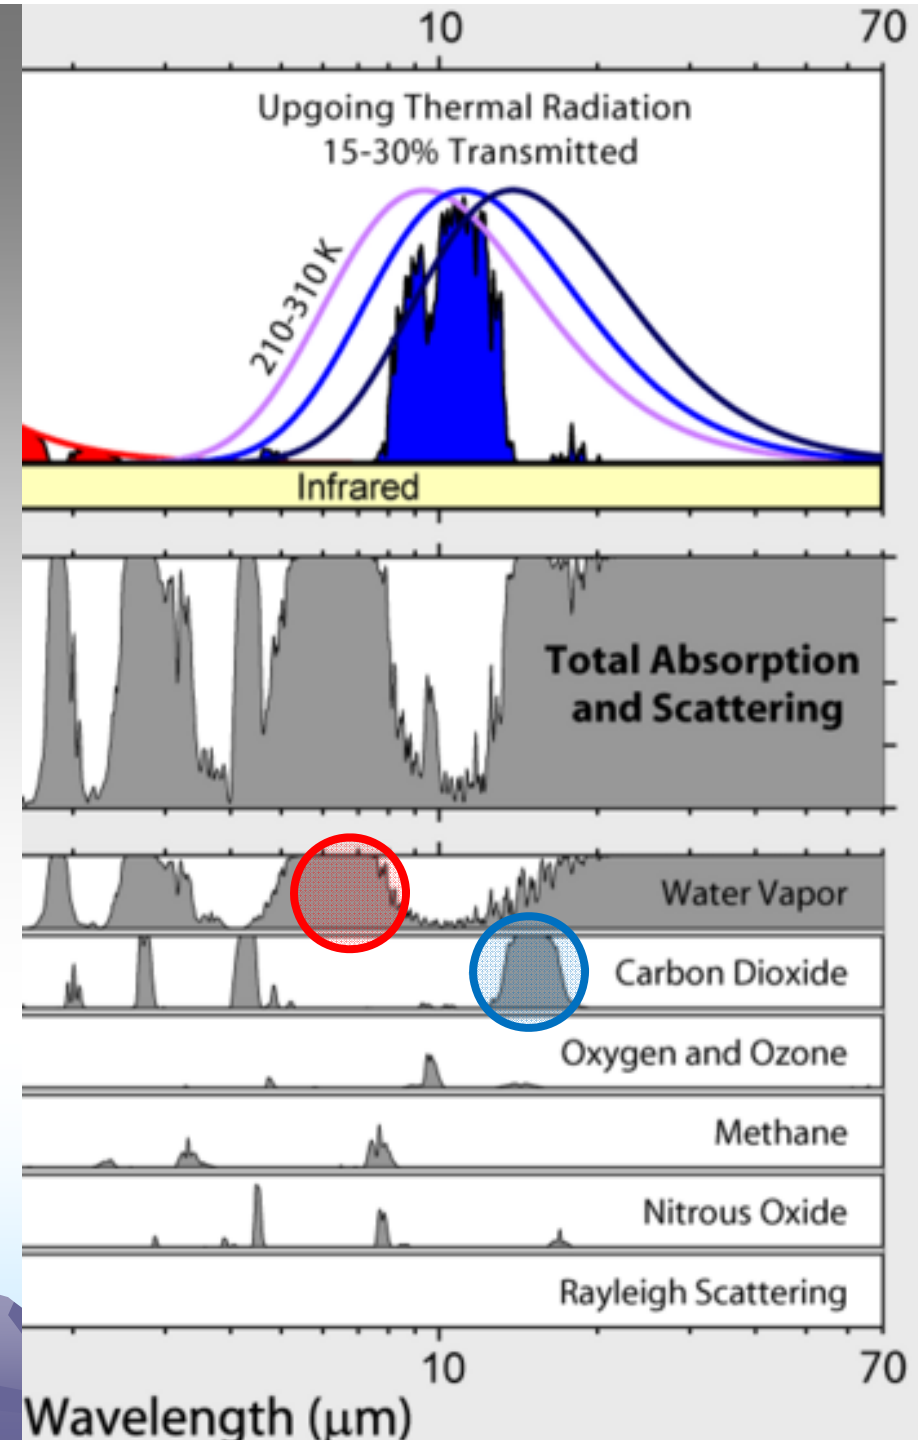 10 70
Upgoing Thermal Radiation
15-30% Transmitted
210-310 K
Infrared
Total Absorption
and Scattering
Water Vapor
Carbon Dioxide
Oxygen and Ozone
Methane
Nitrous Oxide
Rayleigh Scattering
10 70
Wavelength (μm)